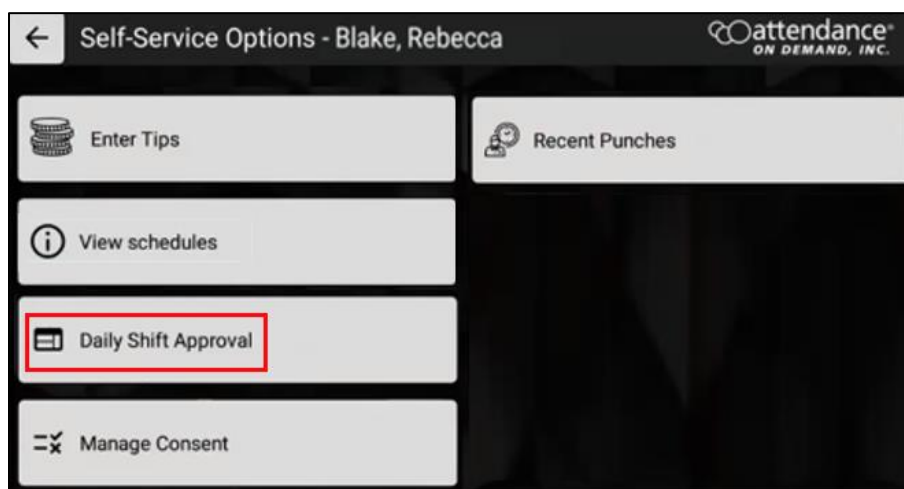 Self-Service Options - Blake, Rebecca
attendance
ON DEMAND, INC.
Enter Tips
Recent Punches
View schedules
Daily Shift Approval
Manage Consent